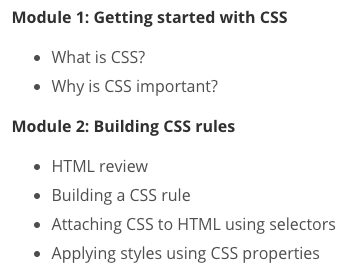 Module 1: Getting started with CSS
• What is CSS?
• Why is CSS important?
Module 2: Building CSS rules
• HTML review
• Building a CSS rule
• Attaching CSS to HTML using selectors
• Applying styles using CSS properties